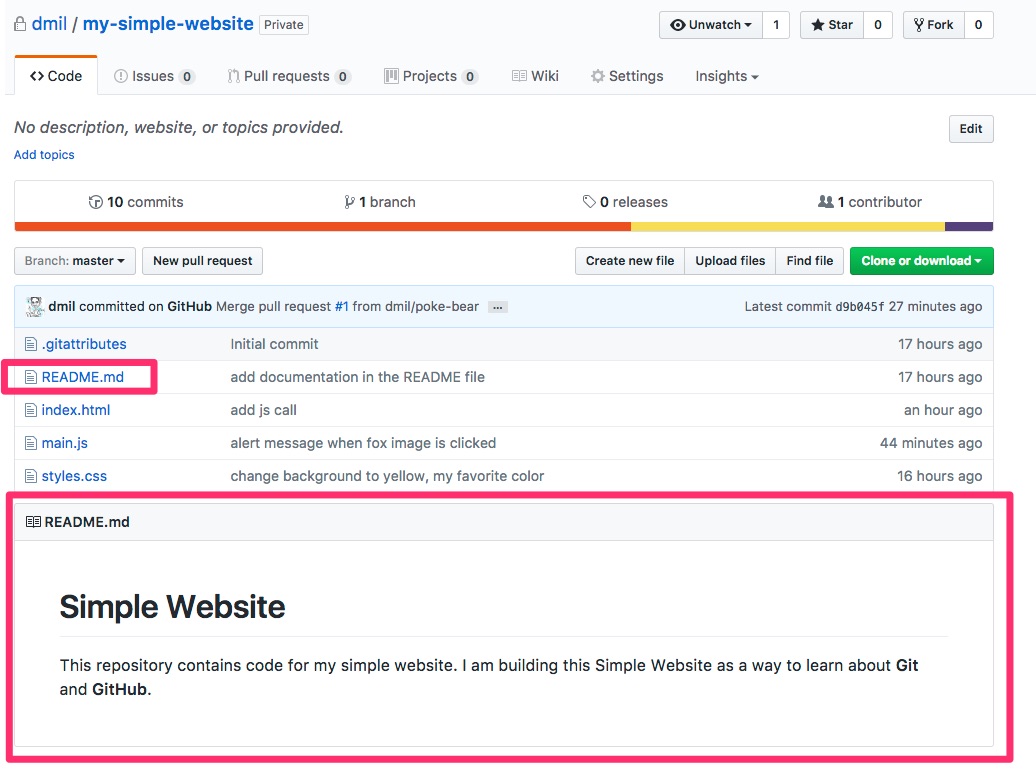 dmil / my-simple-website Private Unwatch 1 Star 0 Fork 0
Code Issues 0 Pull requests 0 Projects 0 Wiki Settings Insights
No description, website, or topics provided. Edit
Add topics
10 commits 1 branch 0 releases 1 contributor
Branch: master New pull request Create new file Upload files Find file Clone or download
dmil committed on GitHub Merge pull request #1 from dmil/poke-bear ... Latest commit d9b045f 27 minutes ago
.gitattributes Initial commit 17 hours ago
README.md add documentation in the README file 17 hours ago
index.html add js call an hour ago
main.js alert message when fox image is clicked 44 minutes ago
styles.css change background to yellow, my favorite color 16 hours ago
README.md
Simple Website
This repository contains code for my simple website. I am building this Simple Website as a way to learn about Git
and GitHub.